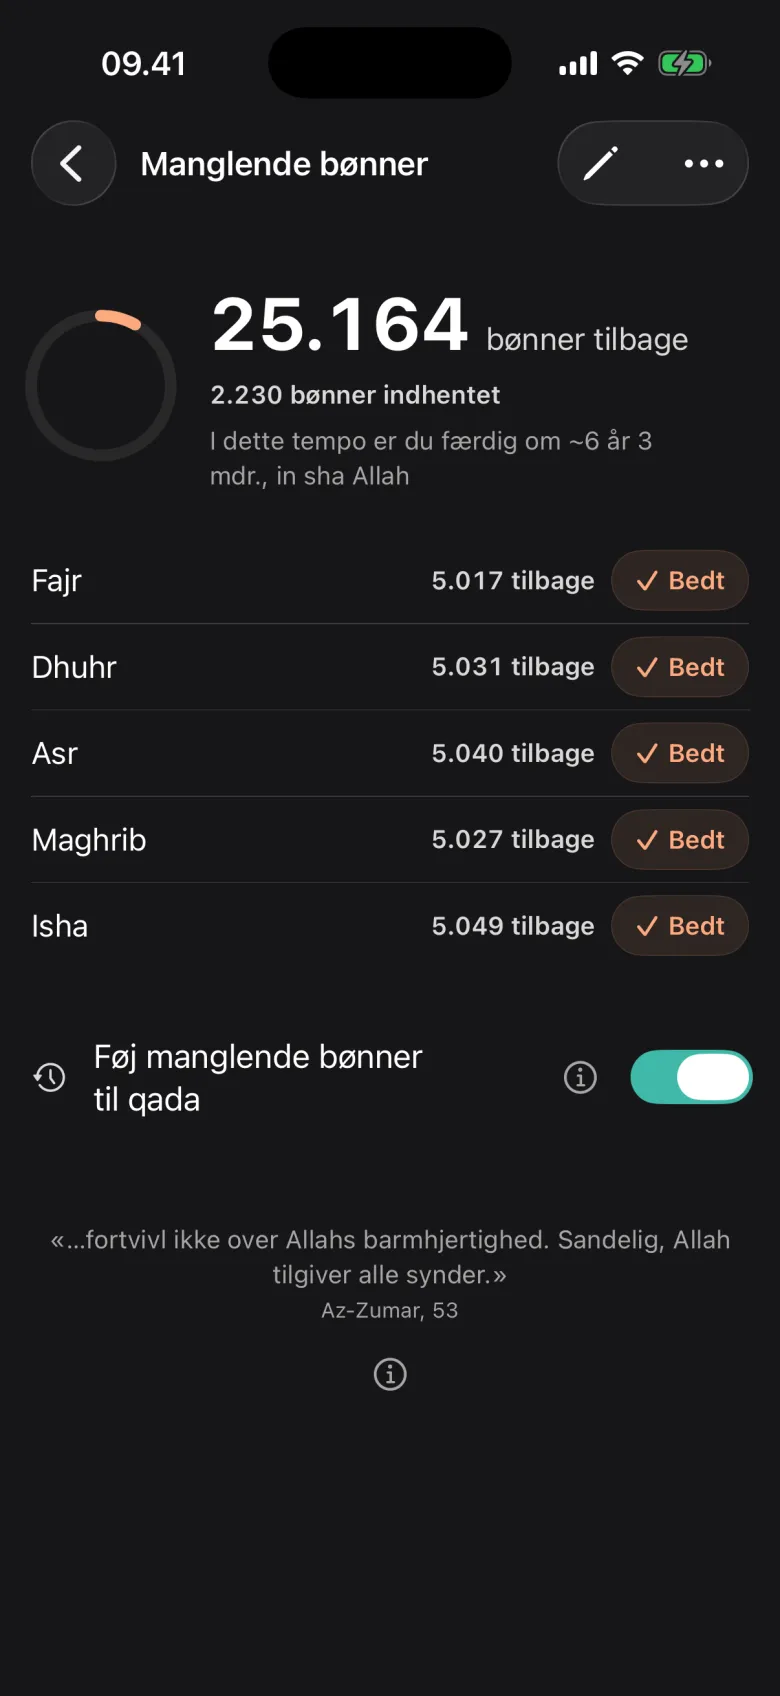 09.41
Manglende bønner
25.164 bønner tilbage
2.230 bønner indhentet
I dette tempo er du færdig om ~6 år 3
mdr., in sha Allah
Fajr 5.017 tilbage Bedt
Dhuhr 5.031 tilbage Bedt
Asr 5.040 tilbage Bedt
Maghrib 5.027 tilbage Bedt
Isha 5.049 tilbage Bedt
Føj manglende bønner
til qada
«...fortvivl ikke over Allahs barmhjertighed. Sandelig, Allah
tilgiver alle synder.»
Az-Zumar, 53